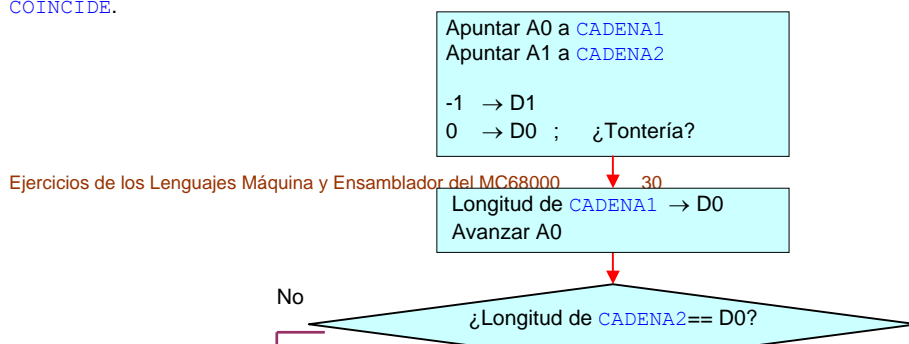 COINCIDE.
Apuntar A0 a CADENA1
Apuntar A1 a CADENA2
-1 → D1
0 → D0 ; ¿Tontería?
Ejercicios de los Lenguajes Máquina y Ensamblador del MC68000 30
Longitud de CADENA1 → D0
Avanzar A0
No
¿Longitud de CADENA2== D0?